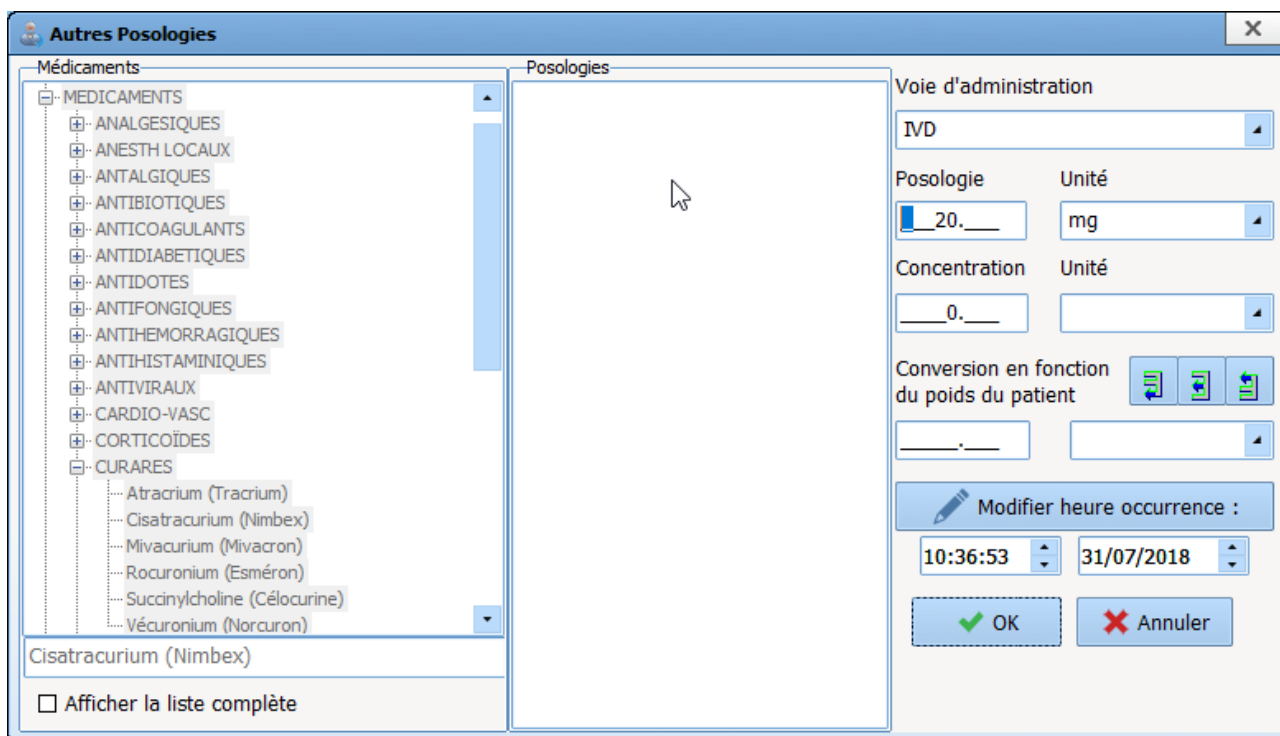 Autres Posologies
Médicaments
MEDICAMENTS
ANALGESIQUES
ANESTH LOCAUX
ANTALGIQUES
ANTIBIOTIQUES
ANTICOAGULANTS
ANTIDIABETIQUES
ANTIDOTES
ANTIFONGIQUES
ANTIHEMORRAGIQUES
ANTIHISTAMINIQUES
ANTIVIRAUX
CARDIO-VASC
CORTICOÏDES
CURARES
Atracrium (Tracrium)
Cisatracurium (Nimbex)
Mivacurium (Mivacron)
Rocuronium (Esméron)
Succinylcholine (Célocurine)
Vécuronium (Norcuron)
Cisatracurium (Nimbex)
Afficher la liste complète
Posologies
Voie d'administration
IVD
Posologie Unité
___20.___ mg
Concentration Unité
____0.___
Conversion en fonction
du poids du patient
_____.___
Modifier heure occurrence :
10:36:53 31/07/2018
OK Annuler